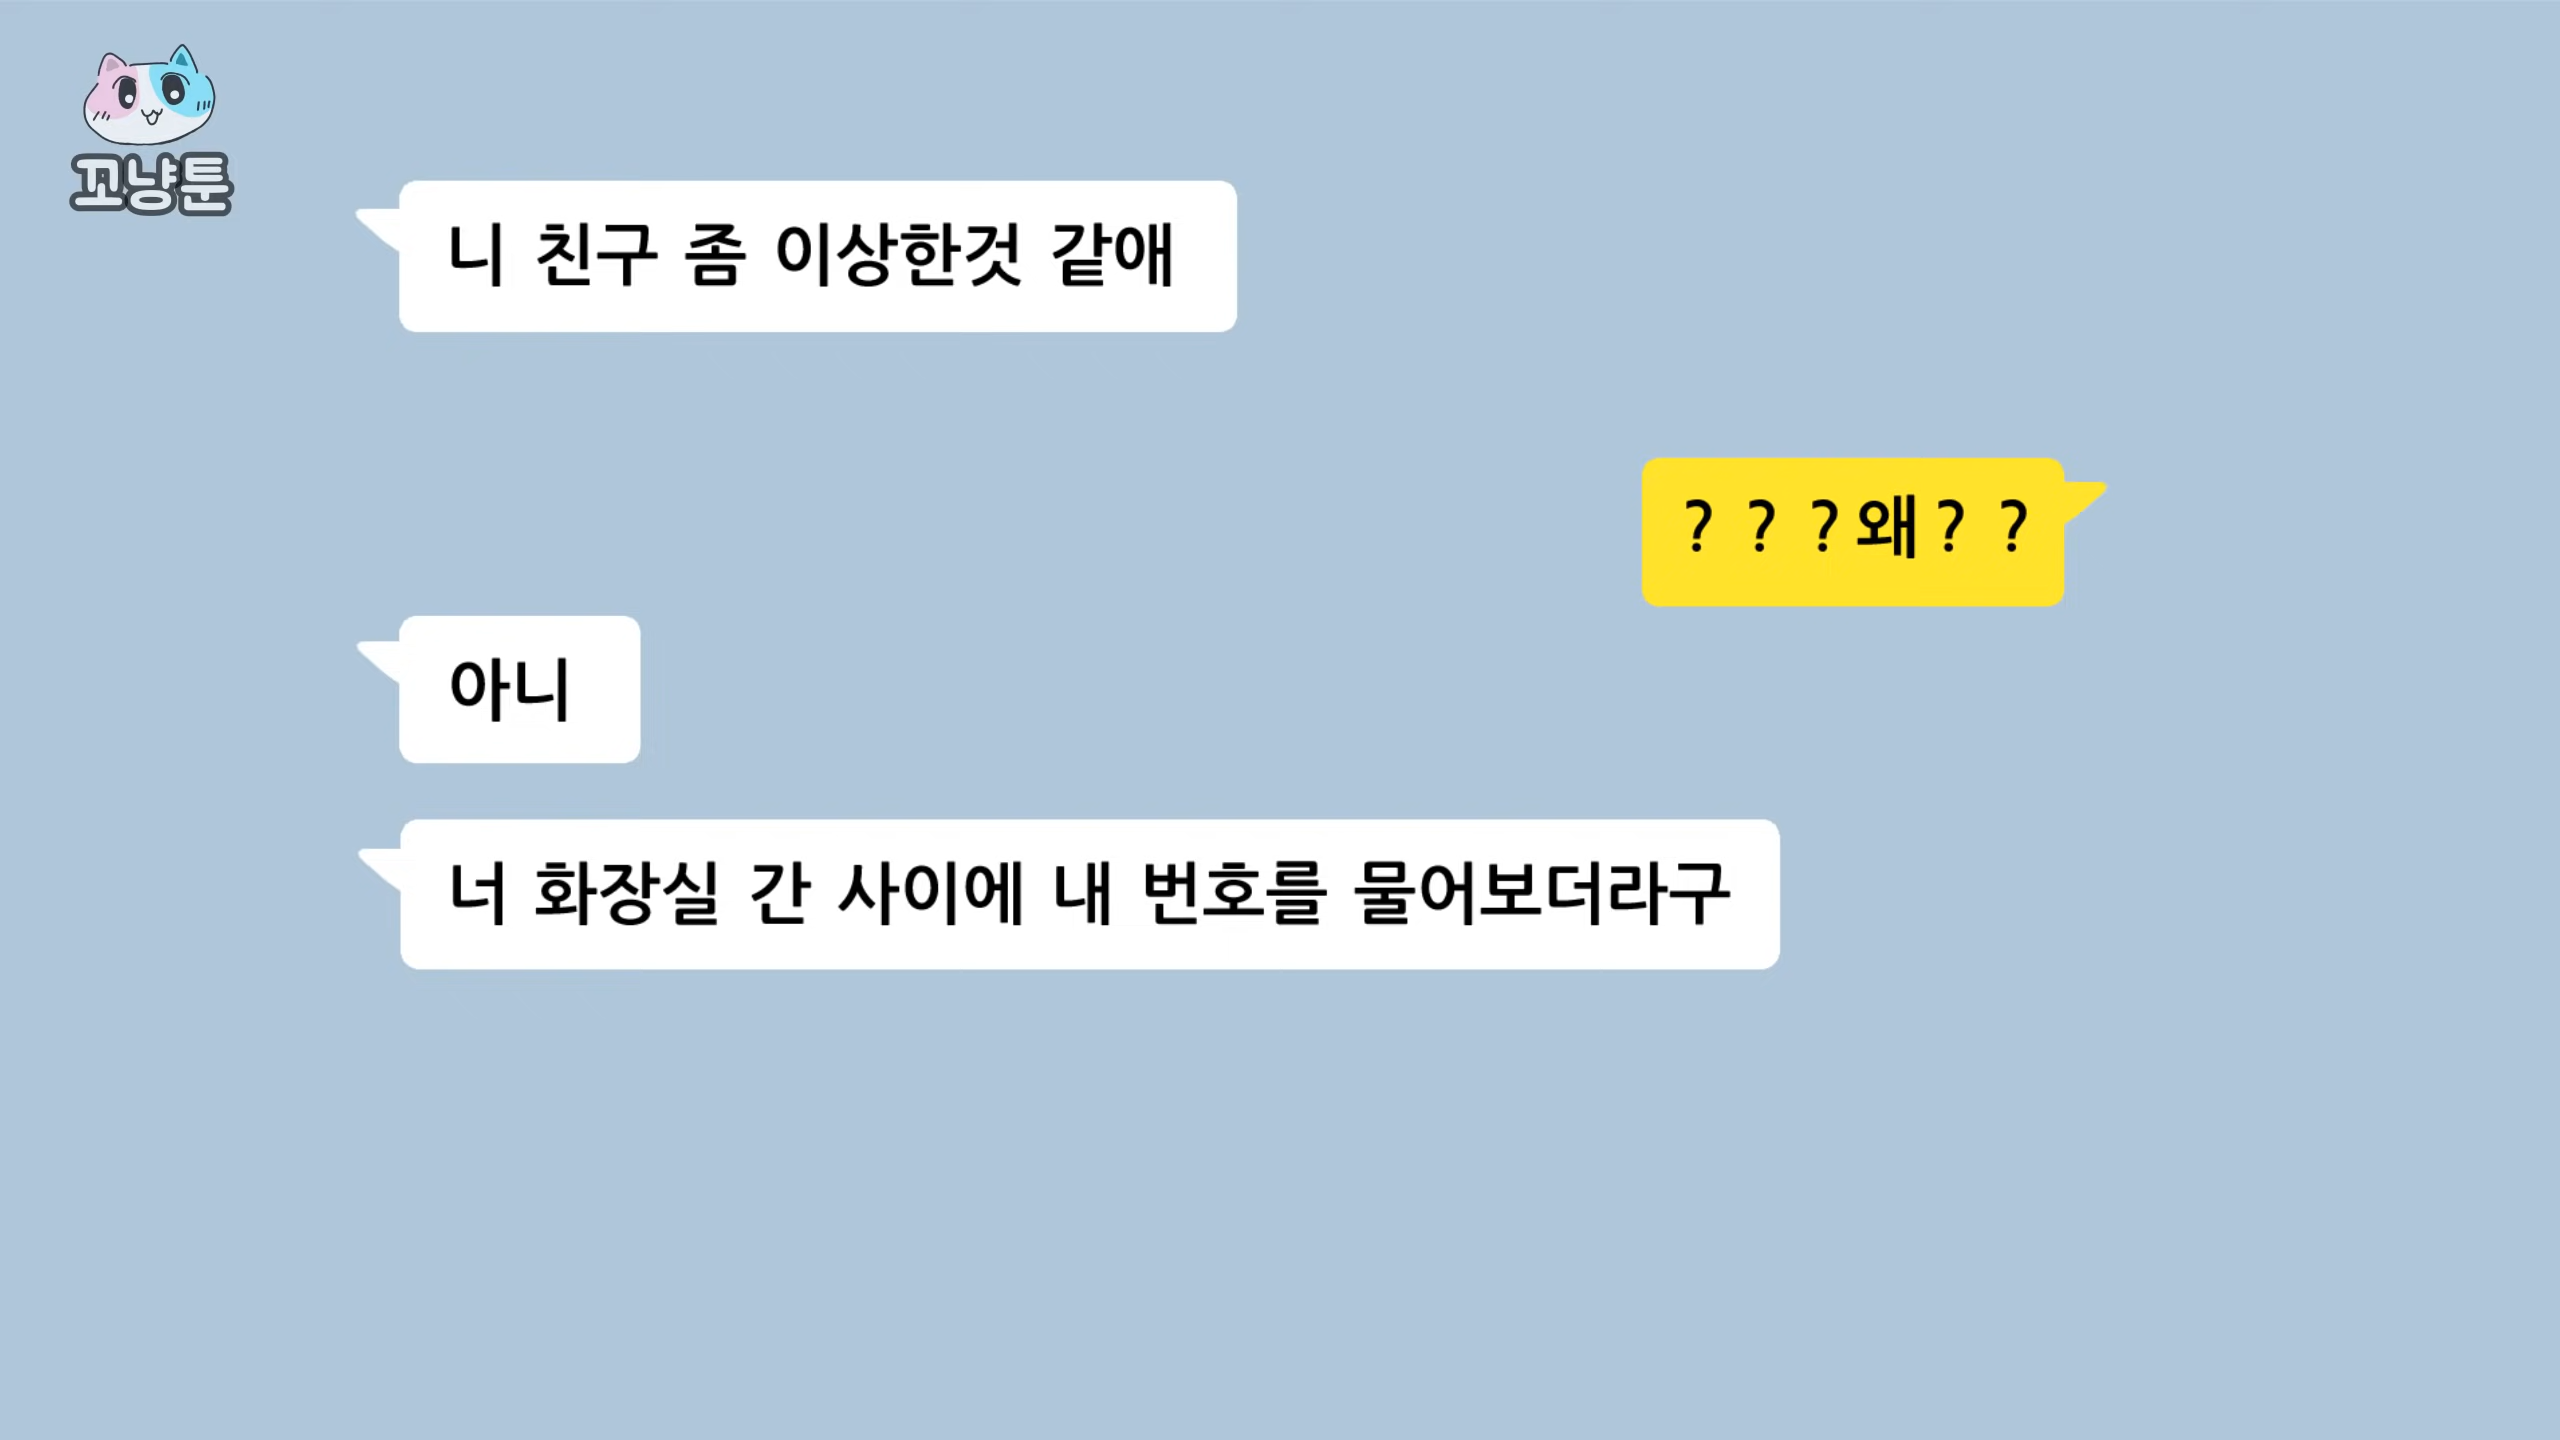 꼬냥툰
니 친구 좀 이상한것 같애
? ? ?왜? ?
아니
너 화장실 간 사이에 내 번호를 물어보더라구